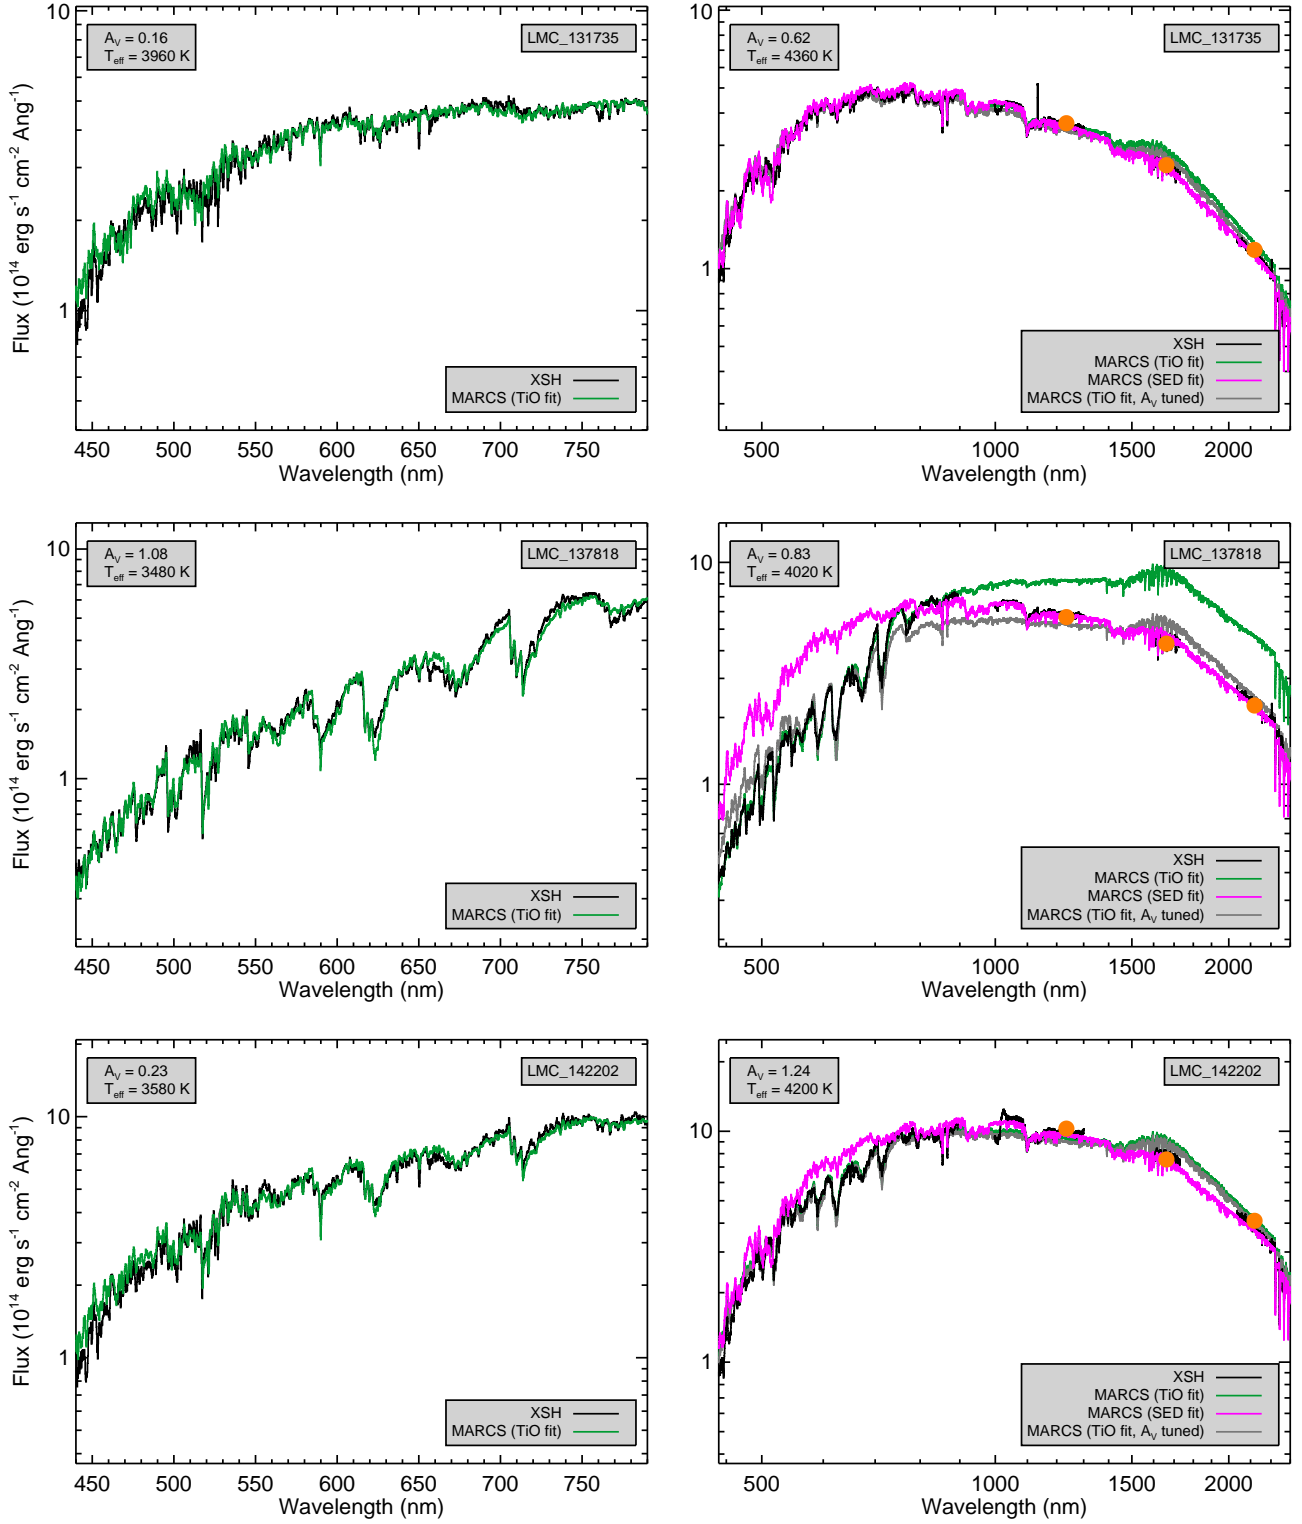 A_V = 0.16
T_eff = 3960 K
LMC_131735
10
1
Flux (10^14 erg s^-1 cm^-2 Ang^-1)
XSH
MARCS (TiO fit)
450 500 550 600 650 700 750
Wavelength (nm)
A_V = 0.62
T_eff = 4360 K
LMC_131735
10
1
XSH
MARCS (TiO fit)
MARCS (SED fit)
MARCS (TiO fit, A_V tuned)
500 1000 1500 2000
Wavelength (nm)
A_V = 1.08
T_eff = 3480 K
LMC_137818
10
1
Flux (10^14 erg s^-1 cm^-2 Ang^-1)
XSH
MARCS (TiO fit)
450 500 550 600 650 700 750
Wavelength (nm)
A_V = 0.83
T_eff = 4020 K
LMC_137818
10
1
XSH
MARCS (TiO fit)
MARCS (SED fit)
MARCS (TiO fit, A_V tuned)
500 1000 1500 2000
Wavelength (nm)
A_V = 0.23
T_eff = 3580 K
LMC_142202
10
1
Flux (10^14 erg s^-1 cm^-2 Ang^-1)
XSH
MARCS (TiO fit)
450 500 550 600 650 700 750
Wavelength (nm)
A_V = 1.24
T_eff = 4200 K
LMC_142202
10
1
XSH
MARCS (TiO fit)
MARCS (SED fit)
MARCS (TiO fit, A_V tuned)
500 1000 1500 2000
Wavelength (nm)